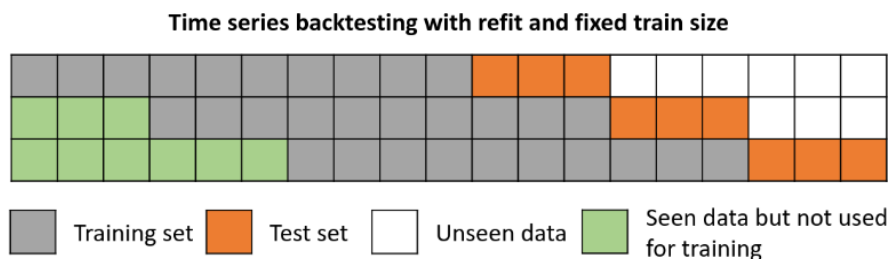 Time series backtesting with refit and fixed train size
Training set
Test set
Unseen data
Seen data but not used
for training